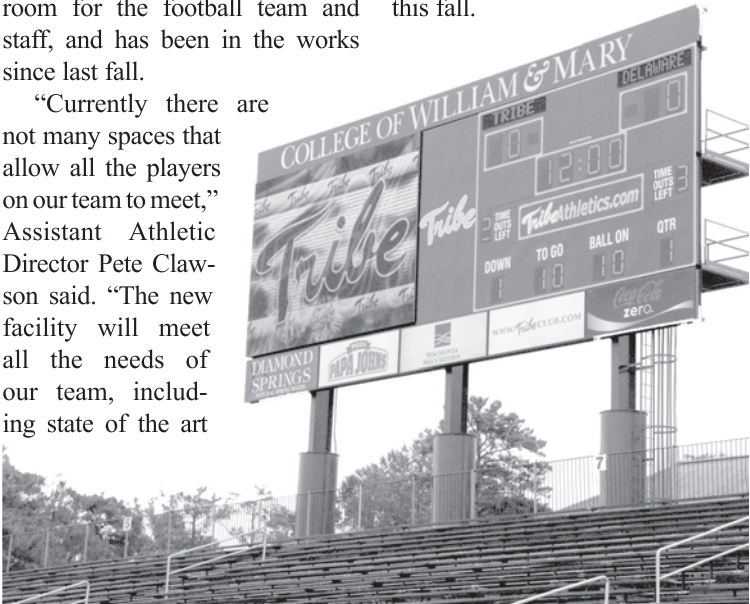 room for the football team and
staff, and has been in the works
since last fall.
“Currently there are
not many spaces that
allow all the players
on our team to meet,”
Assistant Athletic
Director Pete Claw-
son said. “The new
facility will meet
all the needs of
our team, includ-
ing state of the art
this fall.
COLLEGE OF WILLIAM & MARY
TRIBE
DELAWARE
0
0
12:00
Tribe
Tribe
TIME
OUTS
LEFT
3
TribeAthletics.com
TIME
OUTS
LEFT
3
DOWN
TO GO
BALL ON
QTR
1
10
10
1
DIAMOND
SPRINGS
PAPA JOHNS
WACHOVIA
SECURITIES
WWW.TribeCLUB.COM
Coca-Cola
zero
7